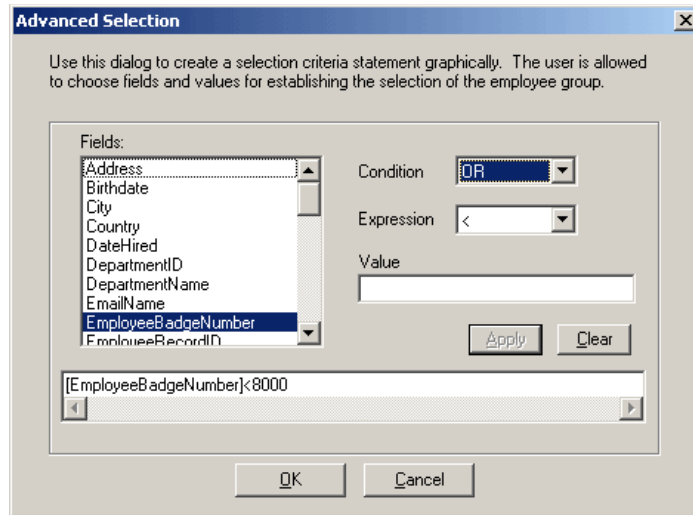 Advanced Selection
Use this dialog to create a selection criteria statement graphically. The user is allowed
to choose fields and values for establishing the selection of the employee group.
Fields:
Address
Birthdate
City
Country
DateHired
DepartmentID
DepartmentName
EmailName
EmployeeBadgeNumber
EmployeeRecordID
Condition
OR
Expression
<
Value
Apply
Clear
[EmployeeBadgeNumber]<8000
OK
Cancel